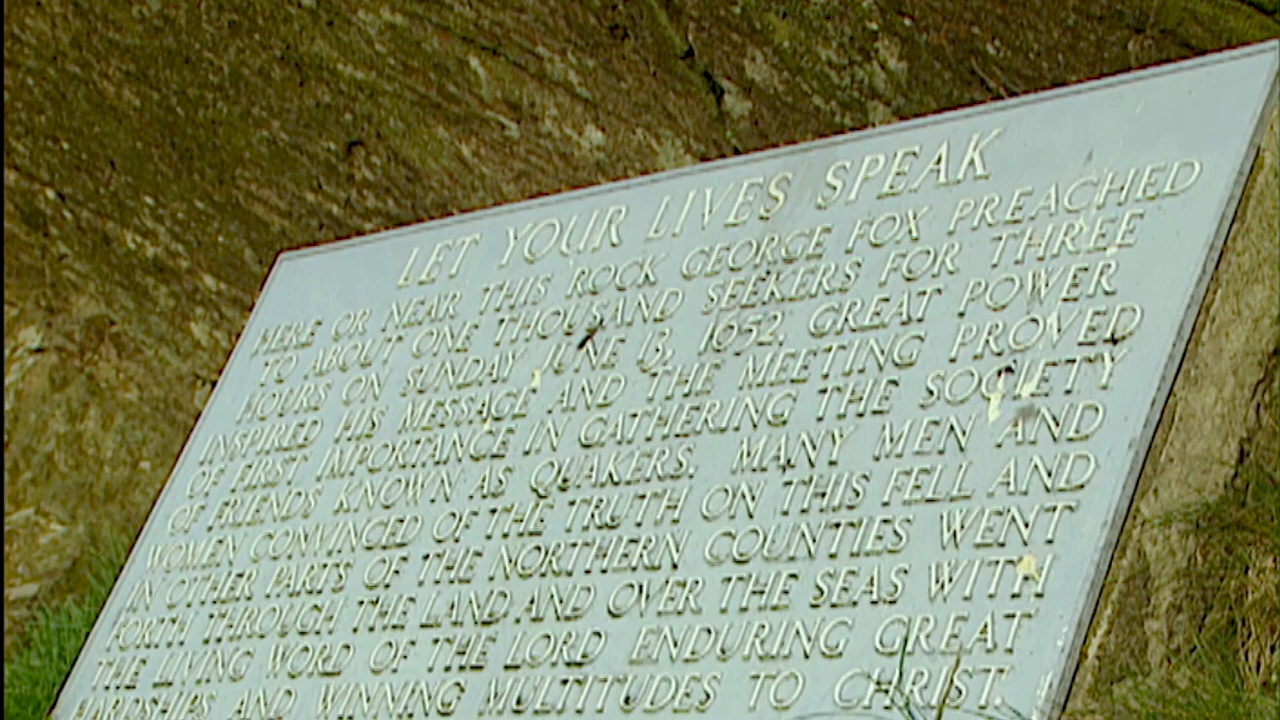 LET YOUR LIVES SPEAK
HERE OR NEAR THIS ROCK GEORGE FOX PREACHED
TO ABOUT ONE THOUSAND SEEKERS FOR THREE
HOURS ON SUNDAY JUNE 13, 1652. GREAT POWER
INSPIRED HIS MESSAGE AND THE MEETING PROVED
OF FIRST IMPORTANCE IN GATHERING THE SOCIETY
OF FRIENDS KNOWN AS QUAKERS. MANY MEN AND
WOMEN CONVINCED OF THE TRUTH ON THIS FELL AND
IN OTHER PARTS OF THE NORTHERN COUNTIES WENT
FORTH THROUGH THE LAND AND OVER THE SEAS WITH
THE LIVING WORD OF THE LORD ENDURING GREAT
HARDSHIPS AND WINNING MULTITUDES TO CHRIST.